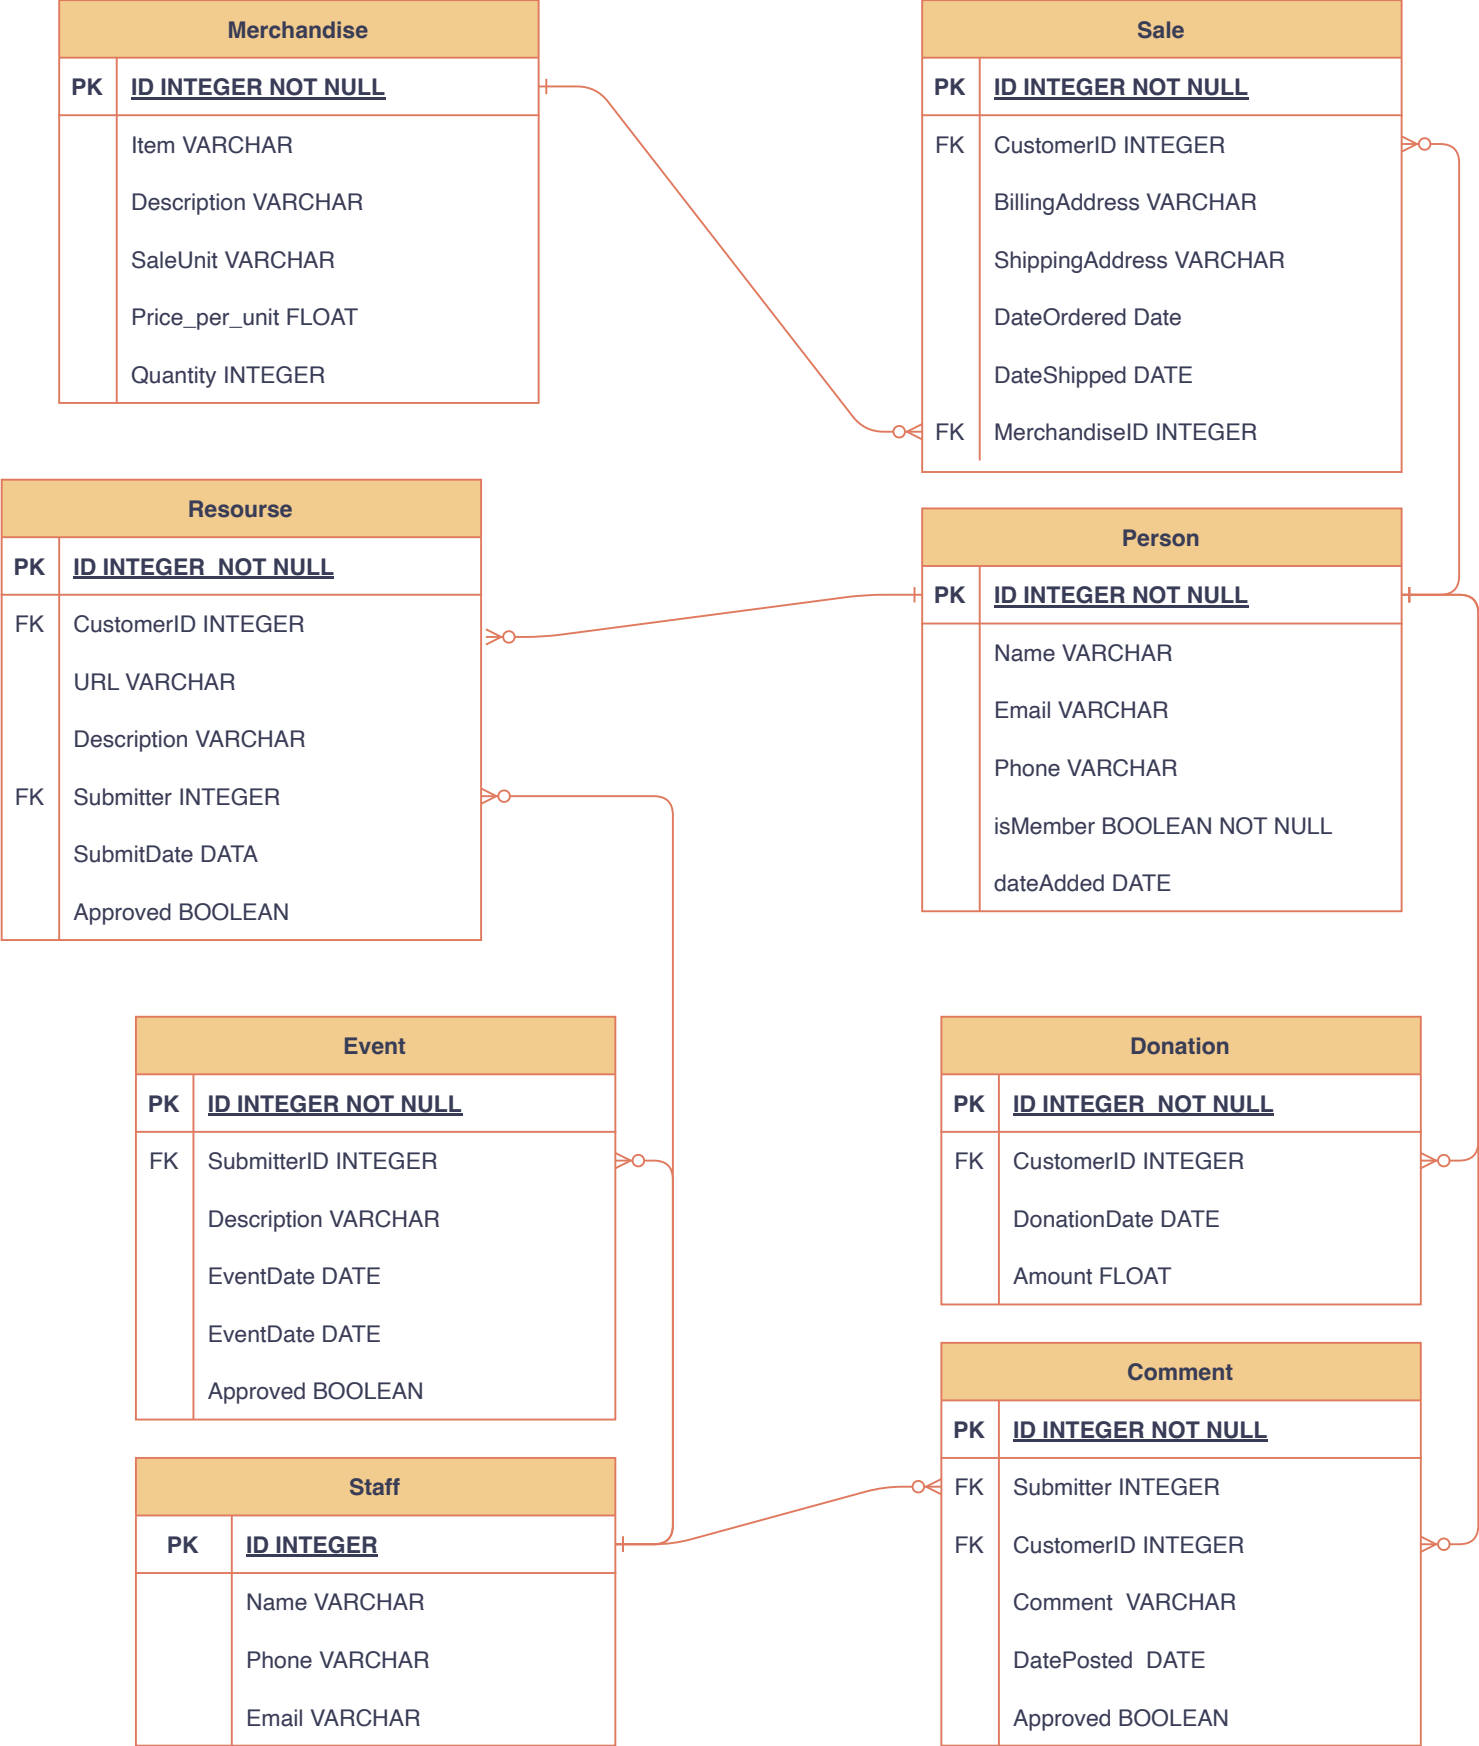 Merchandise
PK ID INTEGER NOT NULL
Item VARCHAR
Description VARCHAR
SaleUnit VARCHAR
Price_per_unit FLOAT
Quantity INTEGER
Sale
PK ID INTEGER NOT NULL
FK CustomerID INTEGER
BillingAddress VARCHAR
ShippingAddress VARCHAR
DateOrdered Date
DateShipped DATE
FK MerchandiseID INTEGER
Resourse
PK ID INTEGER NOT NULL
FK CustomerID INTEGER
URL VARCHAR
Description VARCHAR
FK Submitter INTEGER
SubmitDate DATA
Approved BOOLEAN
Person
PK ID INTEGER NOT NULL
Name VARCHAR
Email VARCHAR
Phone VARCHAR
isMember BOOLEAN NOT NULL
dateAdded DATE
Event
PK ID INTEGER NOT NULL
FK SubmitterID INTEGER
Description VARCHAR
EventDate DATE
EventDate DATE
Approved BOOLEAN
Donation
PK ID INTEGER NOT NULL
FK CustomerID INTEGER
DonationDate DATE
Amount FLOAT
Staff
PK ID INTEGER
Name VARCHAR
Phone VARCHAR
Email VARCHAR
Comment
PK ID INTEGER NOT NULL
FK Submitter INTEGER
FK CustomerID INTEGER
Comment VARCHAR
DatePosted DATE
Approved BOOLEAN